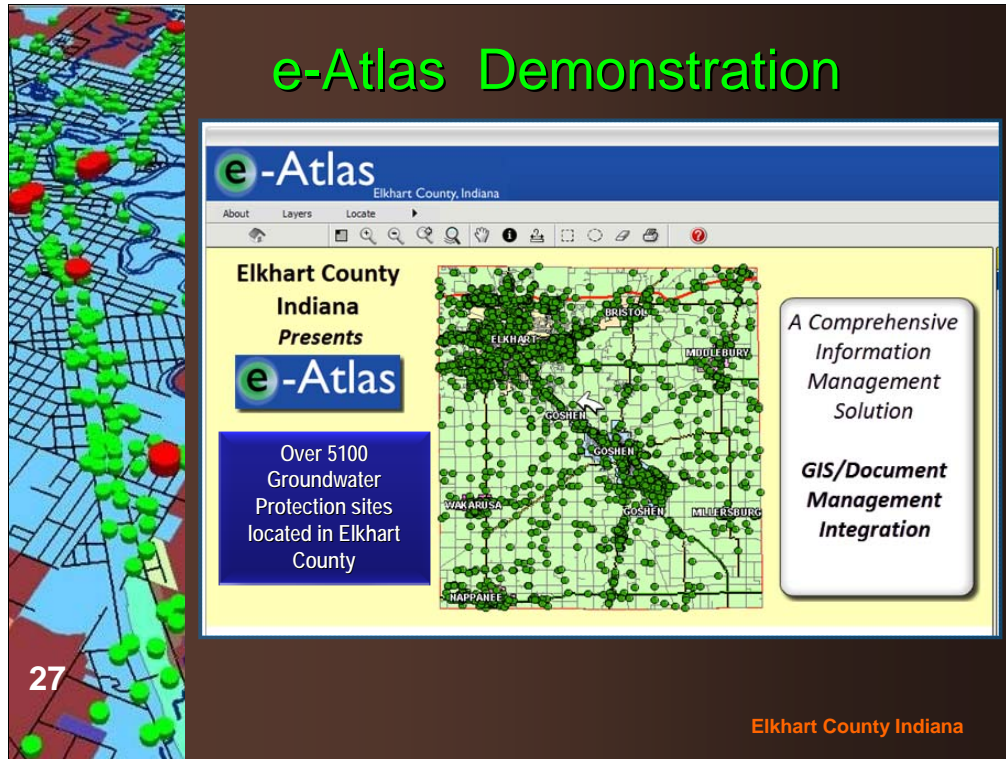 e-Atlas Demonstration
e-Atlas
Elkhart County, Indiana
About Layers Locate
Elkhart County
Indiana
Presents
e-Atlas
Over 5100
Groundwater
Protection sites
located in Elkhart
County
BRISTOL
ELKHART
MIDDLEBURY
GOSHEN
GOSHEN
WAKARUSA
GOSHEN
MILLERSBURG
NAPPANEE
A Comprehensive
Information
Management
Solution
GIS/Document
Management
Integration
27
Elkhart County Indiana